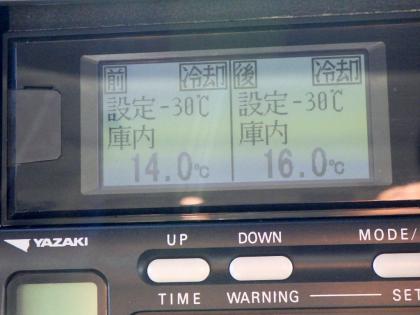 前 冷却 後 冷却
設定-30℃ 設定-30℃
庫内 庫内
14.0℃ 16.0℃
YAZAKI UP DOWN MODE/
TIME WARNING SET